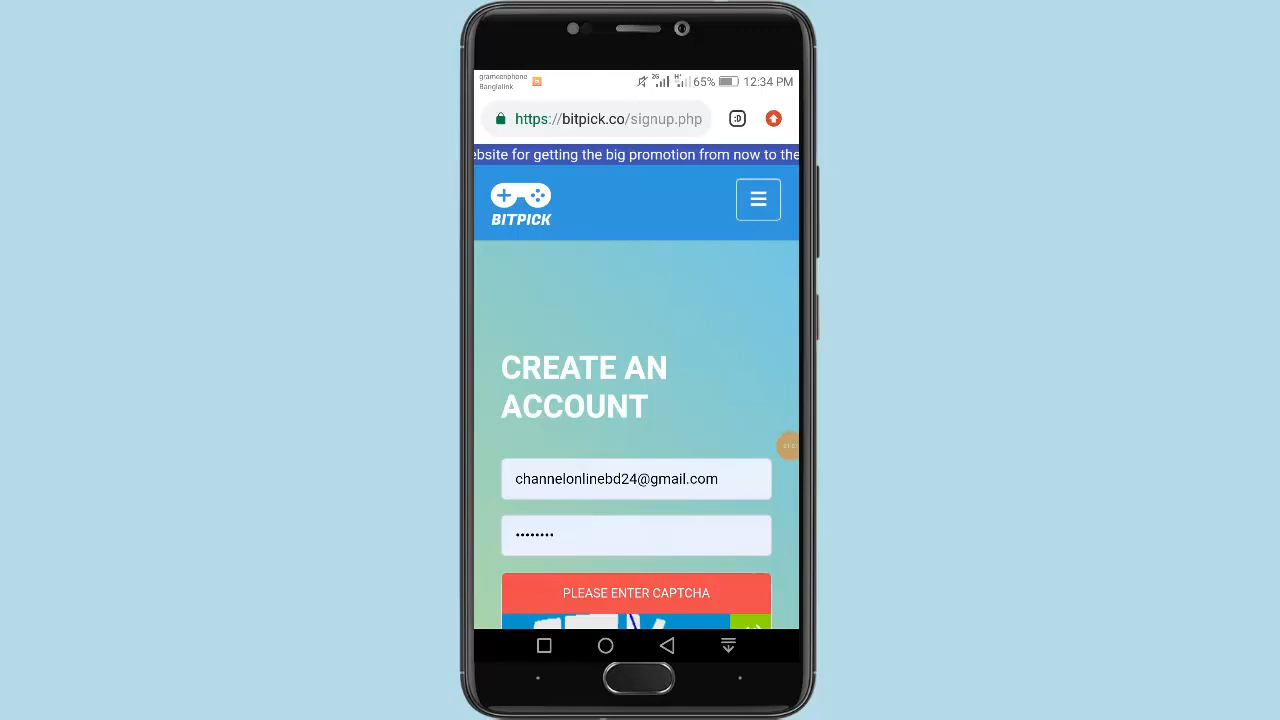 grameenphone
Banglalink
2G H+ 65% 12:34 PM
https://bitpick.co/signup.php
:D
ebsite for getting the big promotion from now to the
BITPICK
CREATE AN
ACCOUNT
channelonlinebd24@gmail.com
••••••••
PLEASE ENTER CAPTCHA